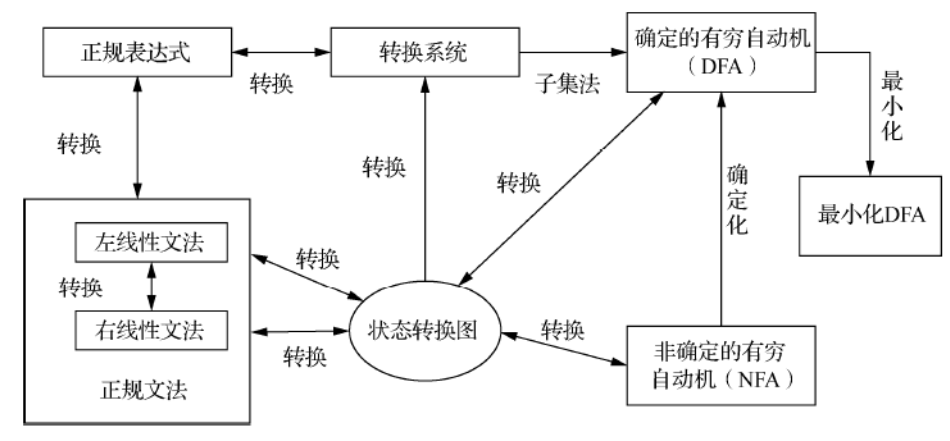 正规表达式
转换
转换系统
子集法
确定的有穷自动机
（DFA）
最小化
最小化DFA
转换
转换
转换
确定化
左线性文法
转换
右线性文法
正规文法
转换
转换
状态转换图
转换
非确定的有穷
自动机（NFA）